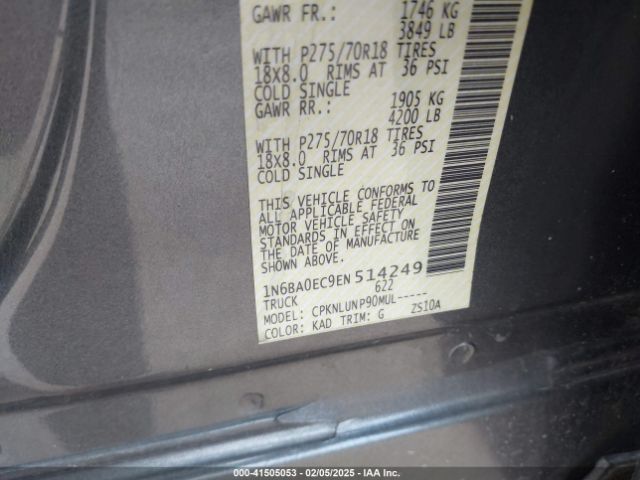 GAWR FR.: 1746 KG
3849 LB
WITH P275/70R18 TIRES
18X8.0 RIMS AT 36 PSI
COLD SINGLE
GAWR RR.: 1905 KG
4200 LB
WITH P275/70R18 TIRES
18X8.0 RIMS AT 36 PSI
COLD SINGLE
THIS VEHICLE CONFORMS TO
ALL APPLICABLE FEDERAL
MOTOR VEHICLE SAFETY
STANDARDS IN EFFECT ON
THE DATE OF MANUFACTURE
SHOWN ABOVE.
1N6BA0EC9EN514249
TRUCK 622
MODEL: CPKNLUNP90MUL-----
COLOR: KAD TRIM: G ZS10A
000-41505053 - 02/05/2025 - IAA Inc.